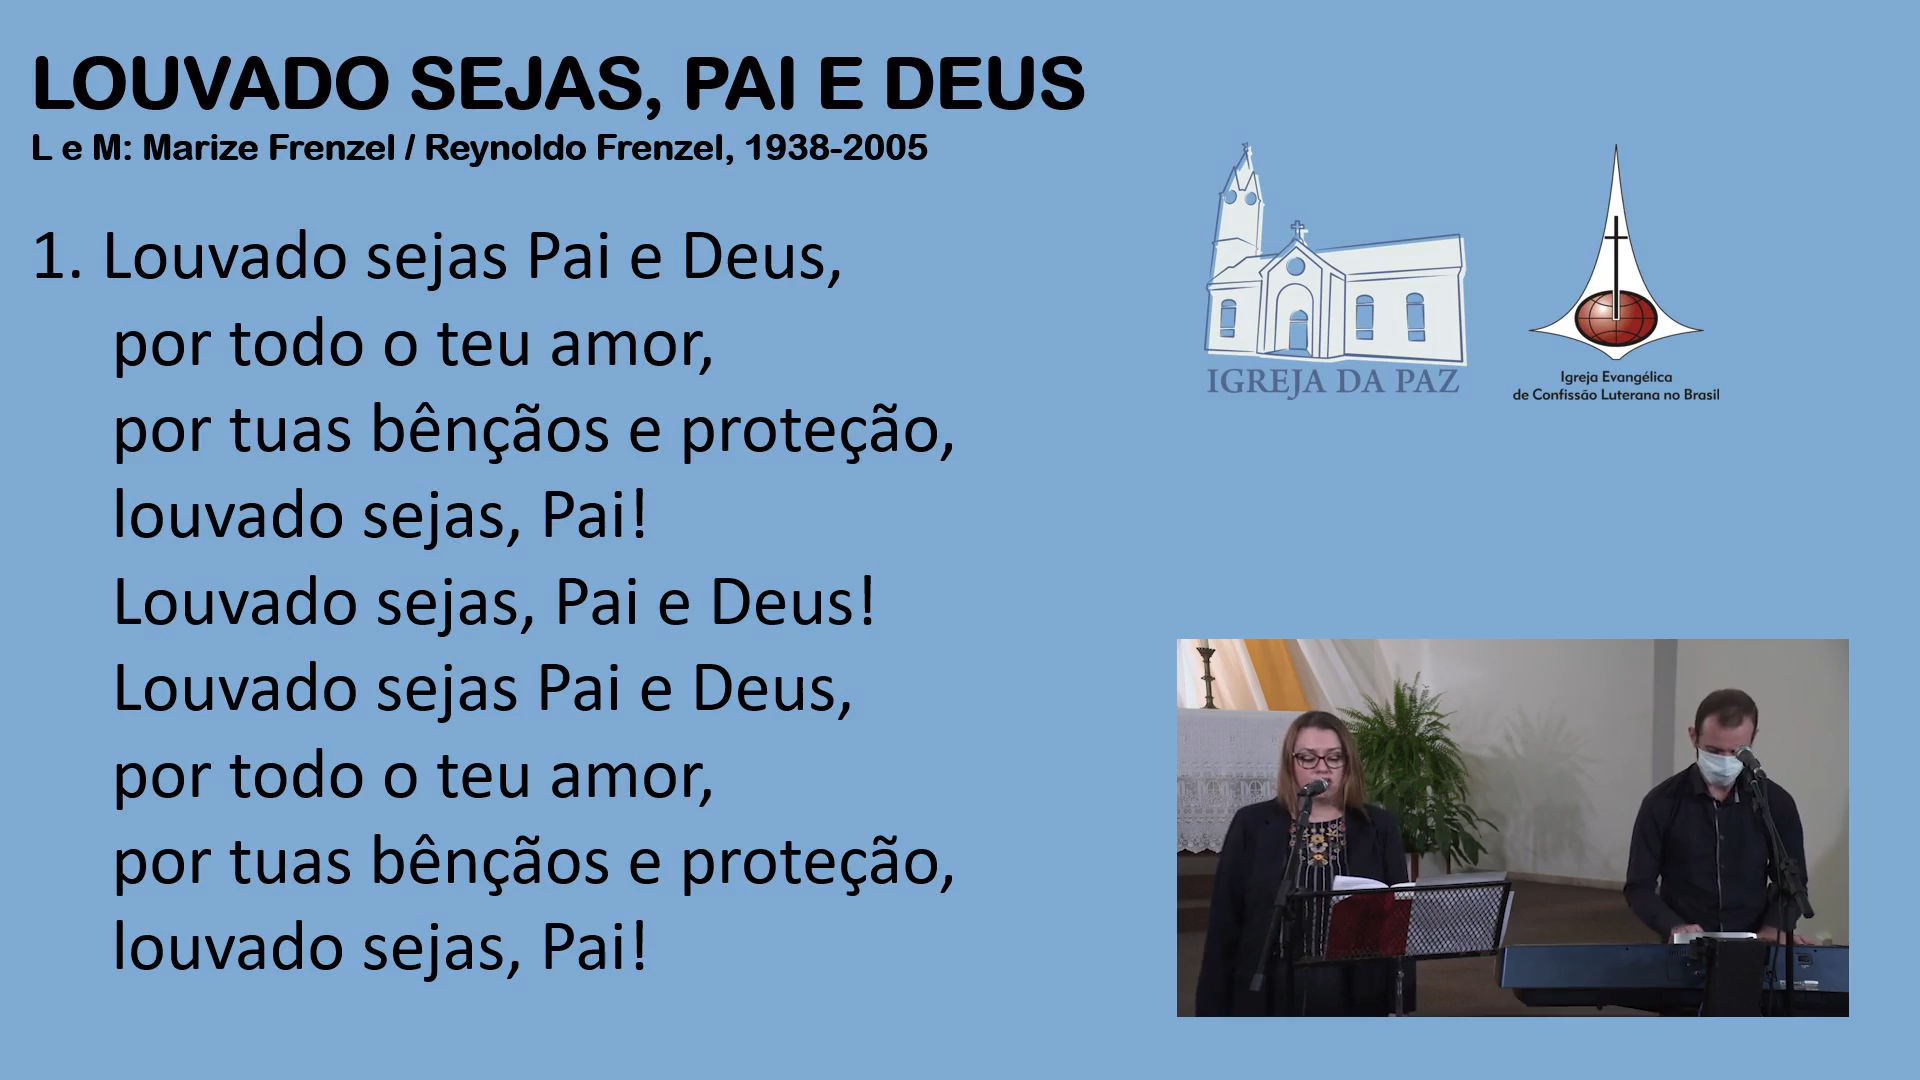 LOUVADO SEJAS, PAI E DEUS
L e M: Marize Frenzel / Reynoldo Frenzel, 1938-2005
1. Louvado sejas Pai e Deus,
por todo o teu amor,
por tuas bênçãos e proteção,
louvado sejas, Pai!
Louvado sejas, Pai e Deus!
Louvado sejas Pai e Deus,
por todo o teu amor,
por tuas bênçãos e proteção,
louvado sejas, Pai!
IGREJA DA PAZ
Igreja Evangélica
de Confissão Luterana no Brasil